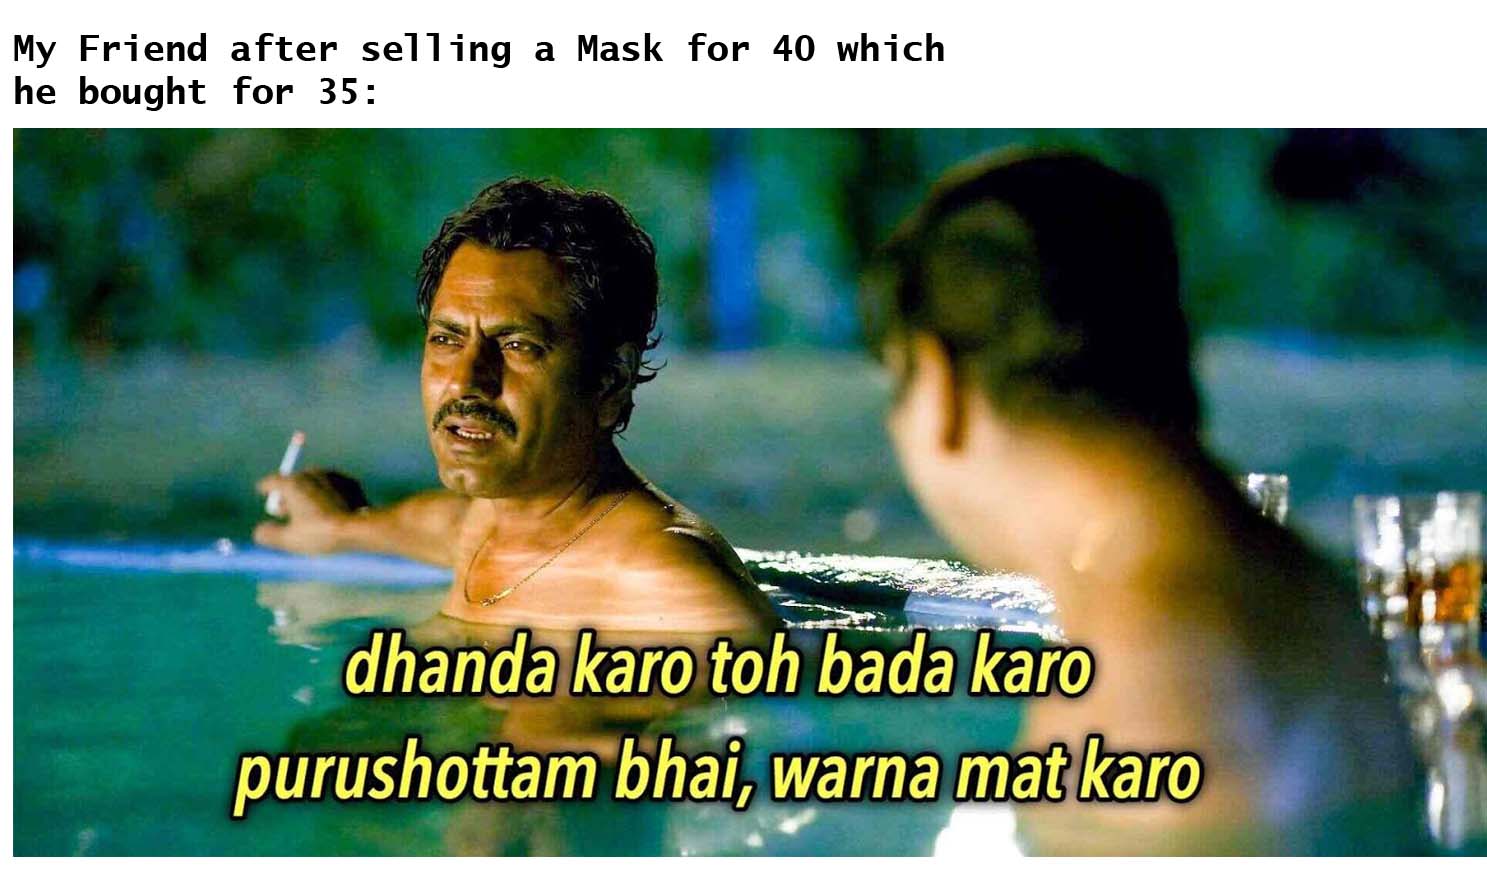 My Friend after selling a Mask for 40 which
he bought for 35:
dhanda karo toh bada karo
purushottam bhai, warna mat karo